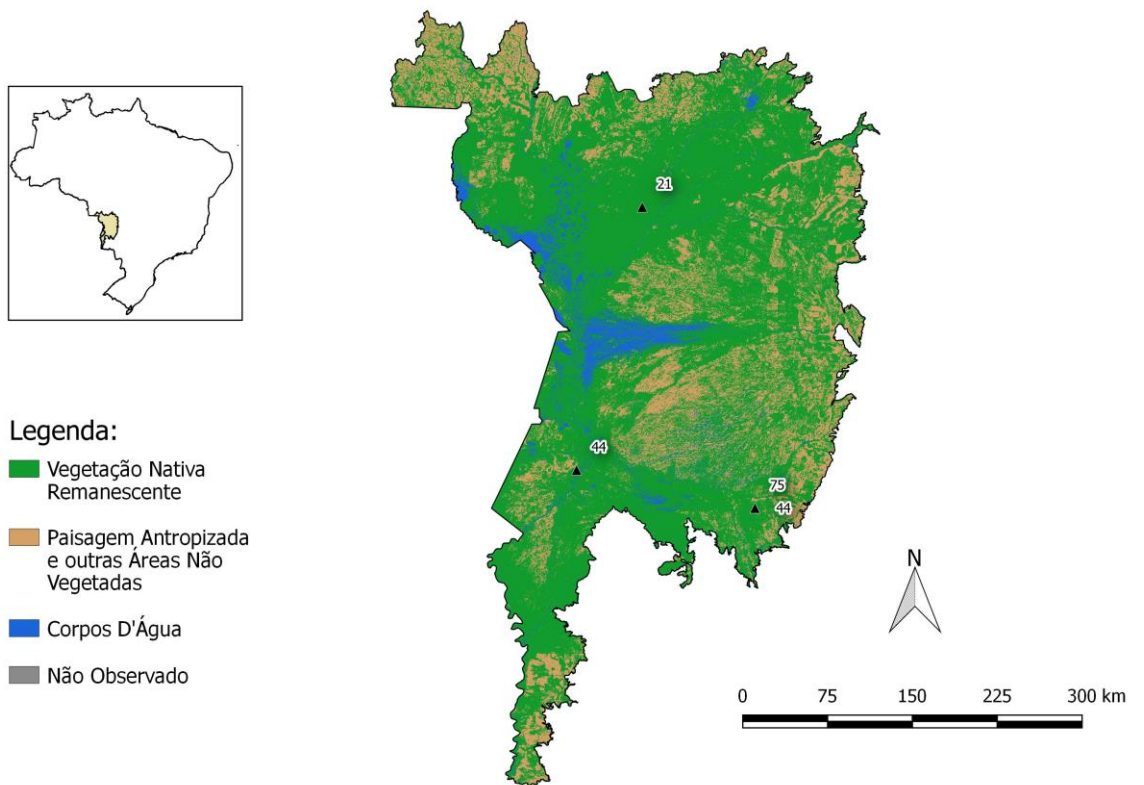 21
44
75
44
Legenda:
Vegetação Nativa
Remanescente
Paisagem Antropizada
e outras Áreas Não
Vegetadas
Corpos D'Água
Não Observado
N
0 75 150 225 300 km